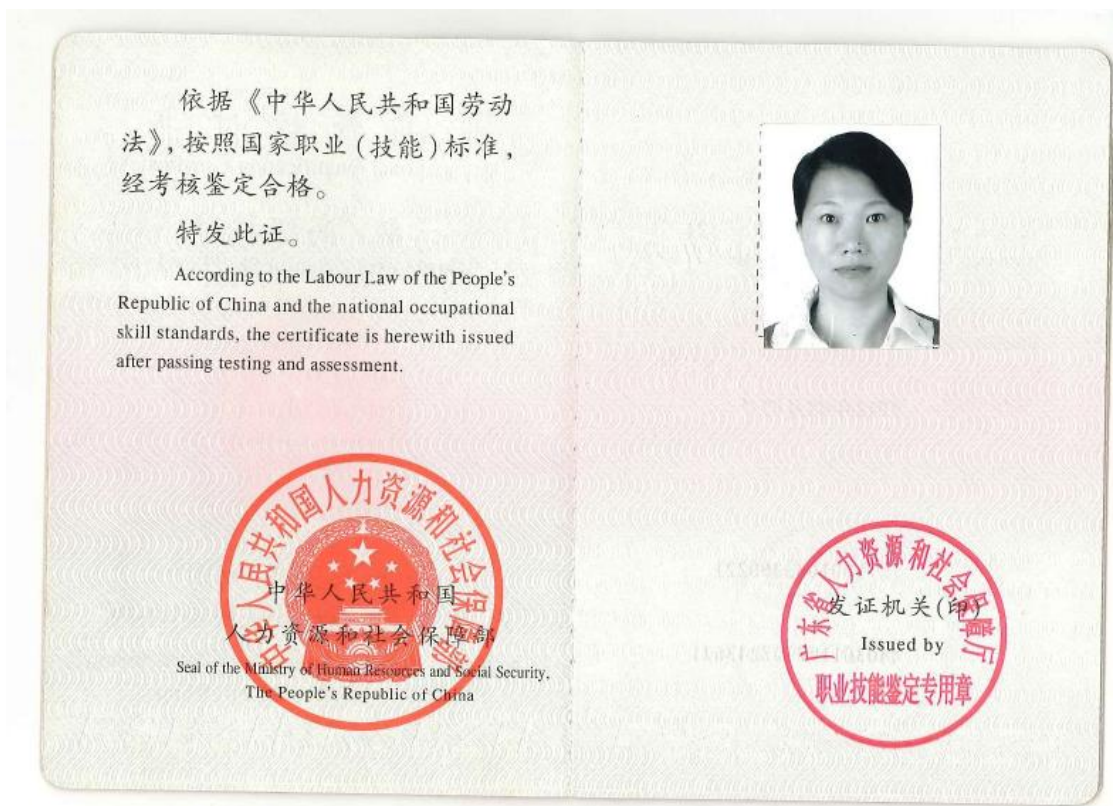 依据《中华人民共和国劳动
法》，按照国家职业（技能）标准，
经考核鉴定合格。
特发此证。
According to the Labour Law of the People's
Republic of China and the national occupational
skill standards, the certificate is herewith issued
after passing testing and assessment.
中华人民共和国人力资源和社会保障部
中华人民共和国
人力资源和社会保障部
Seal of the Ministry of Human Resources and Social Security,
The People's Republic of China
广东省人力资源和社会保障厅
发证机关(印)
Issued by
职业技能鉴定专用章